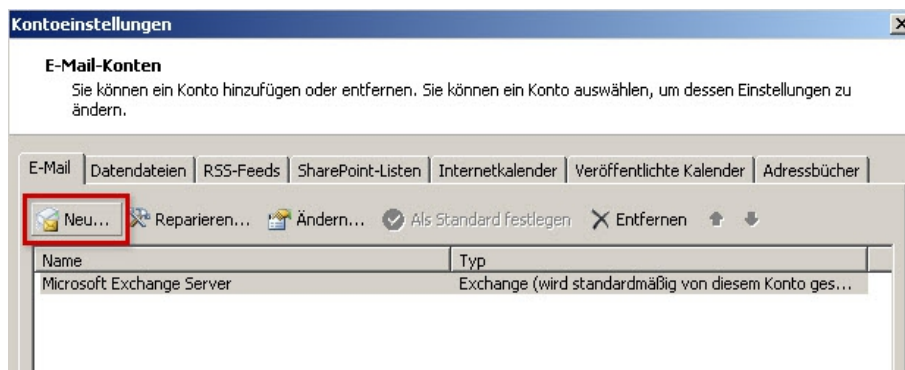 Kontoeinstellungen
E-Mail-Konten
Sie können ein Konto hinzufügen oder entfernen. Sie können ein Konto auswählen, um dessen Einstellungen zu
ändern.
E-Mail Datendateien RSS-Feeds SharePoint-Listen Internetkalender Veröffentlichte Kalender Adressbücher
Neu... Reparieren... Ändern... Als Standard festlegen Entfernen
Name Typ
Microsoft Exchange Server Exchange (wird standardmäßig von diesem Konto ges...